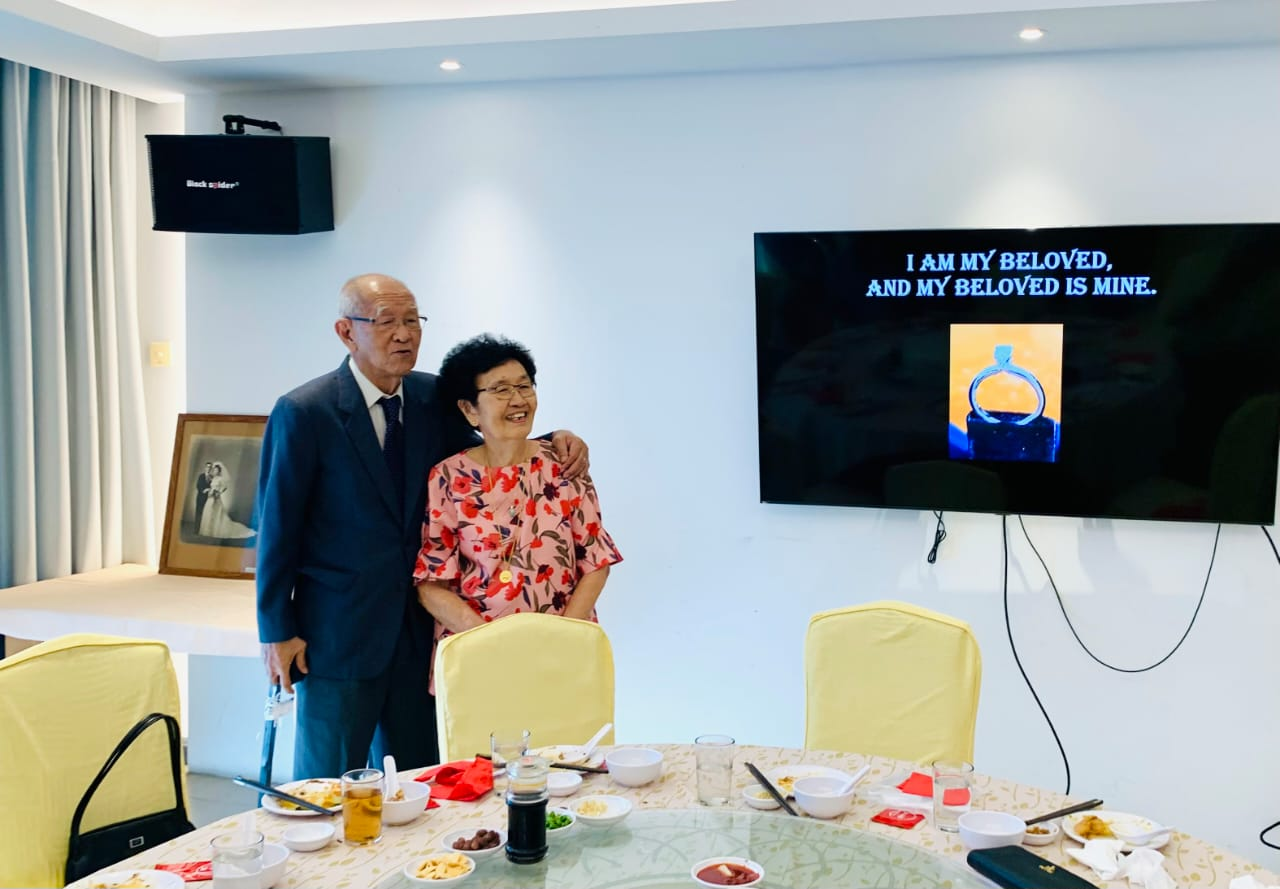 Black spider®
I AM MY BELOVED,
AND MY BELOVED IS MINE.